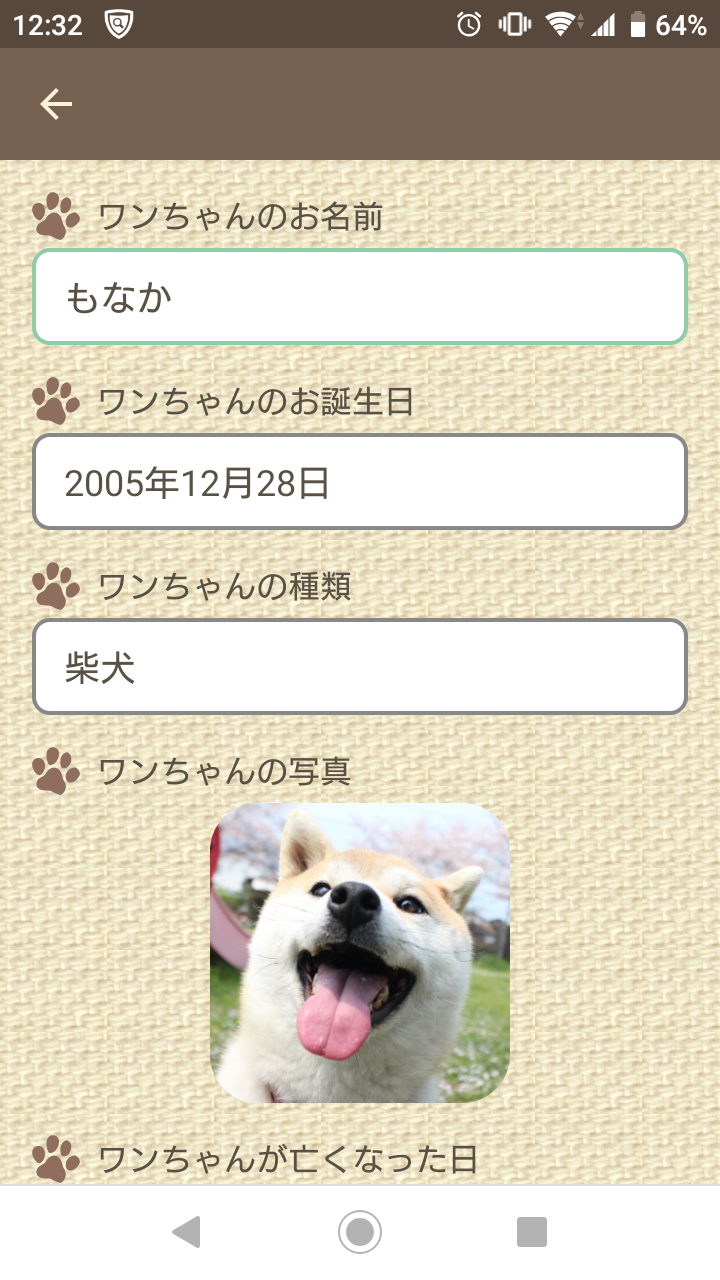 12:32
64%
ワンちゃんのお名前
もなか
ワンちゃんのお誕生日
2005年12月28日
ワンちゃんの種類
柴犬
ワンちゃんの写真
ワンちゃんが亡くなった日